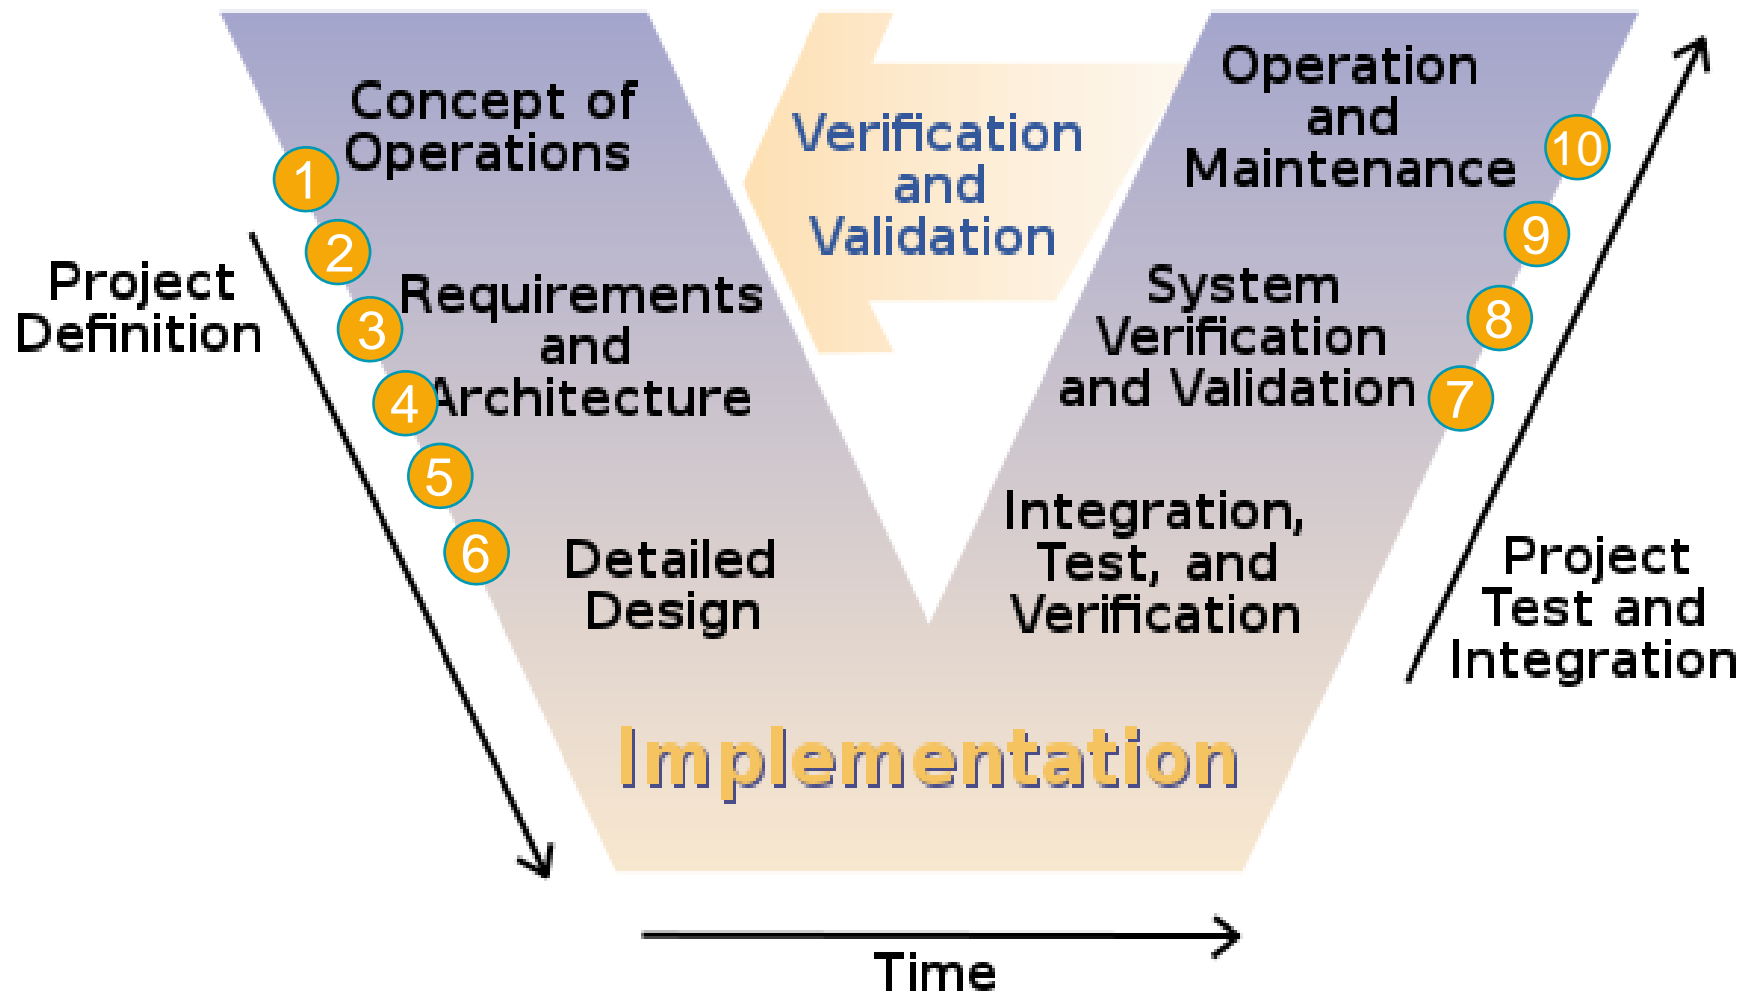 Concept of
Operations
1
2
Project
Definition
3
Requirements
and
Architecture
4
5
6
Detailed
Design
Verification
and
Validation
Operation
and
Maintenance
10
9
System
Verification
and Validation
8
7
Integration,
Test, and
Verification
Project
Test and
Integration
Implementation
Time